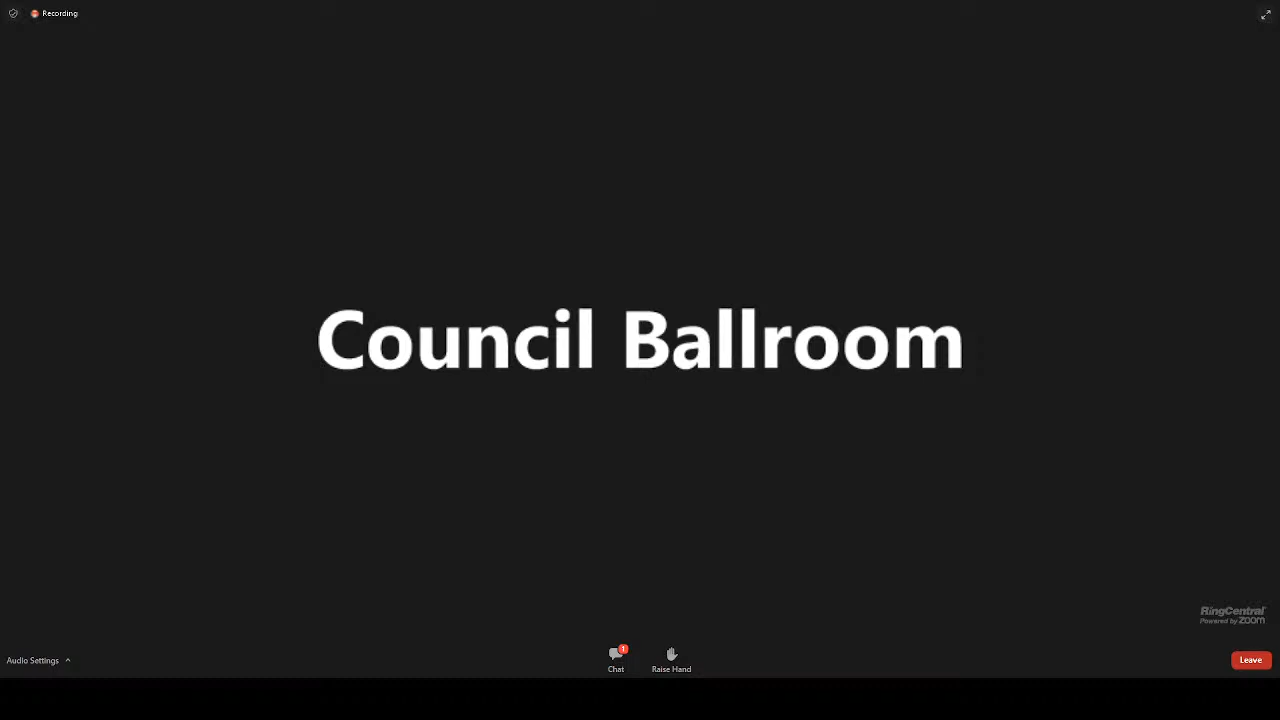 Recording
Council Ballroom
RingCentral
Powered by zoom
Audio Settings
1
Chat
Raise Hand
Leave